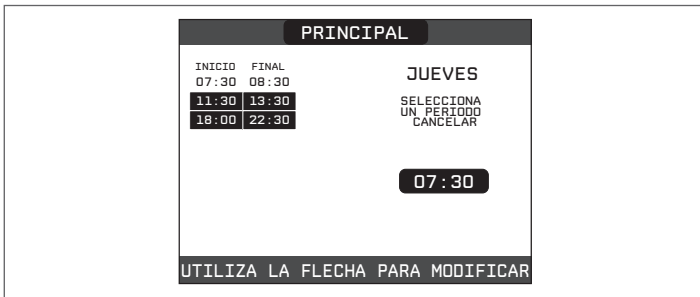 PRINCIPAL
INICIO FINAL
07:30 08:30
11:30 13:30
18:00 22:30
JUEVES
SELECCIONA
UN PERIODO
CANCELAR
07:30
UTILIZA LA FLECHA PARA MODIFICAR